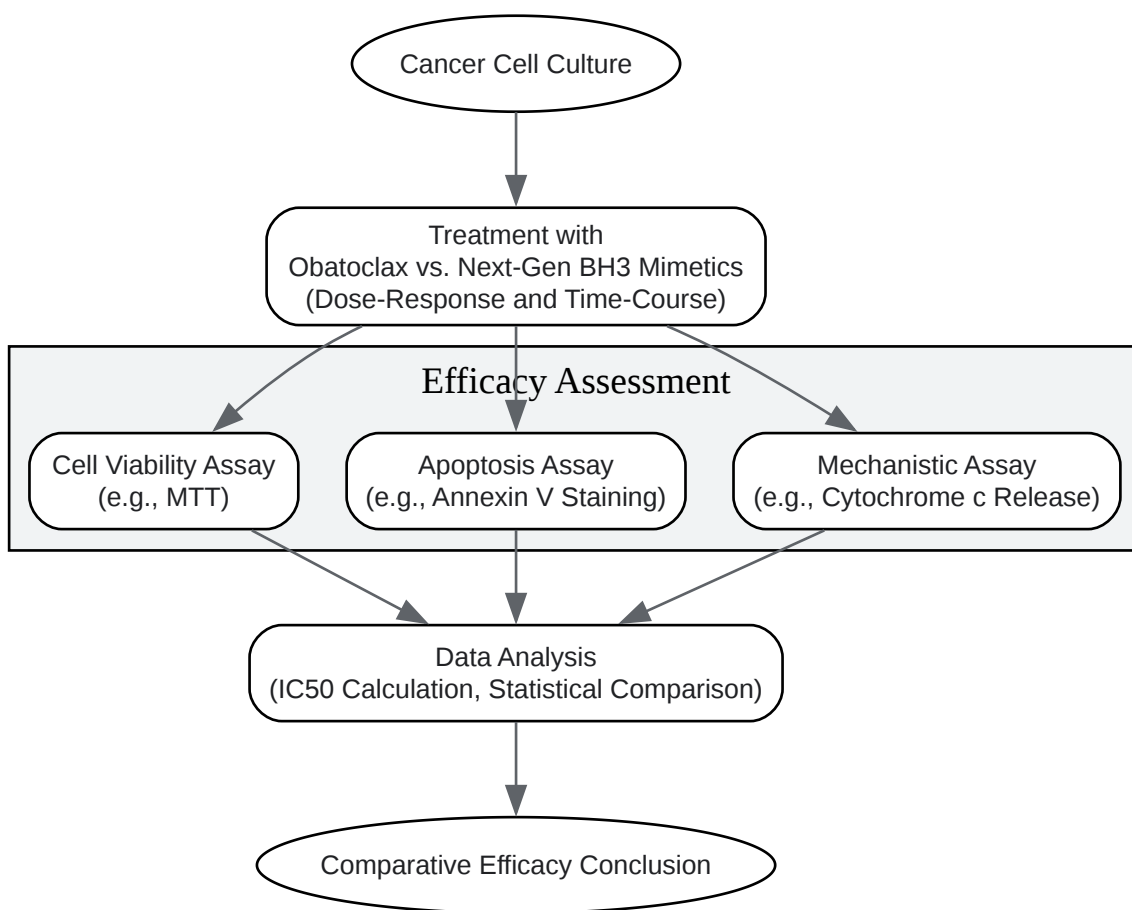 Cancer Cell Culture
Treatment with
Obatoclax vs. Next-Gen BH3 Mimetics
(Dose-Response and Time-Course)
Efficacy Assessment
Cell Viability Assay
(e.g., MTT)
Apoptosis Assay
(e.g., Annexin V Staining)
Mechanistic Assay
(e.g., Cytochrome c Release)
Data Analysis
(IC50 Calculation, Statistical Comparison)
Comparative Efficacy Conclusion